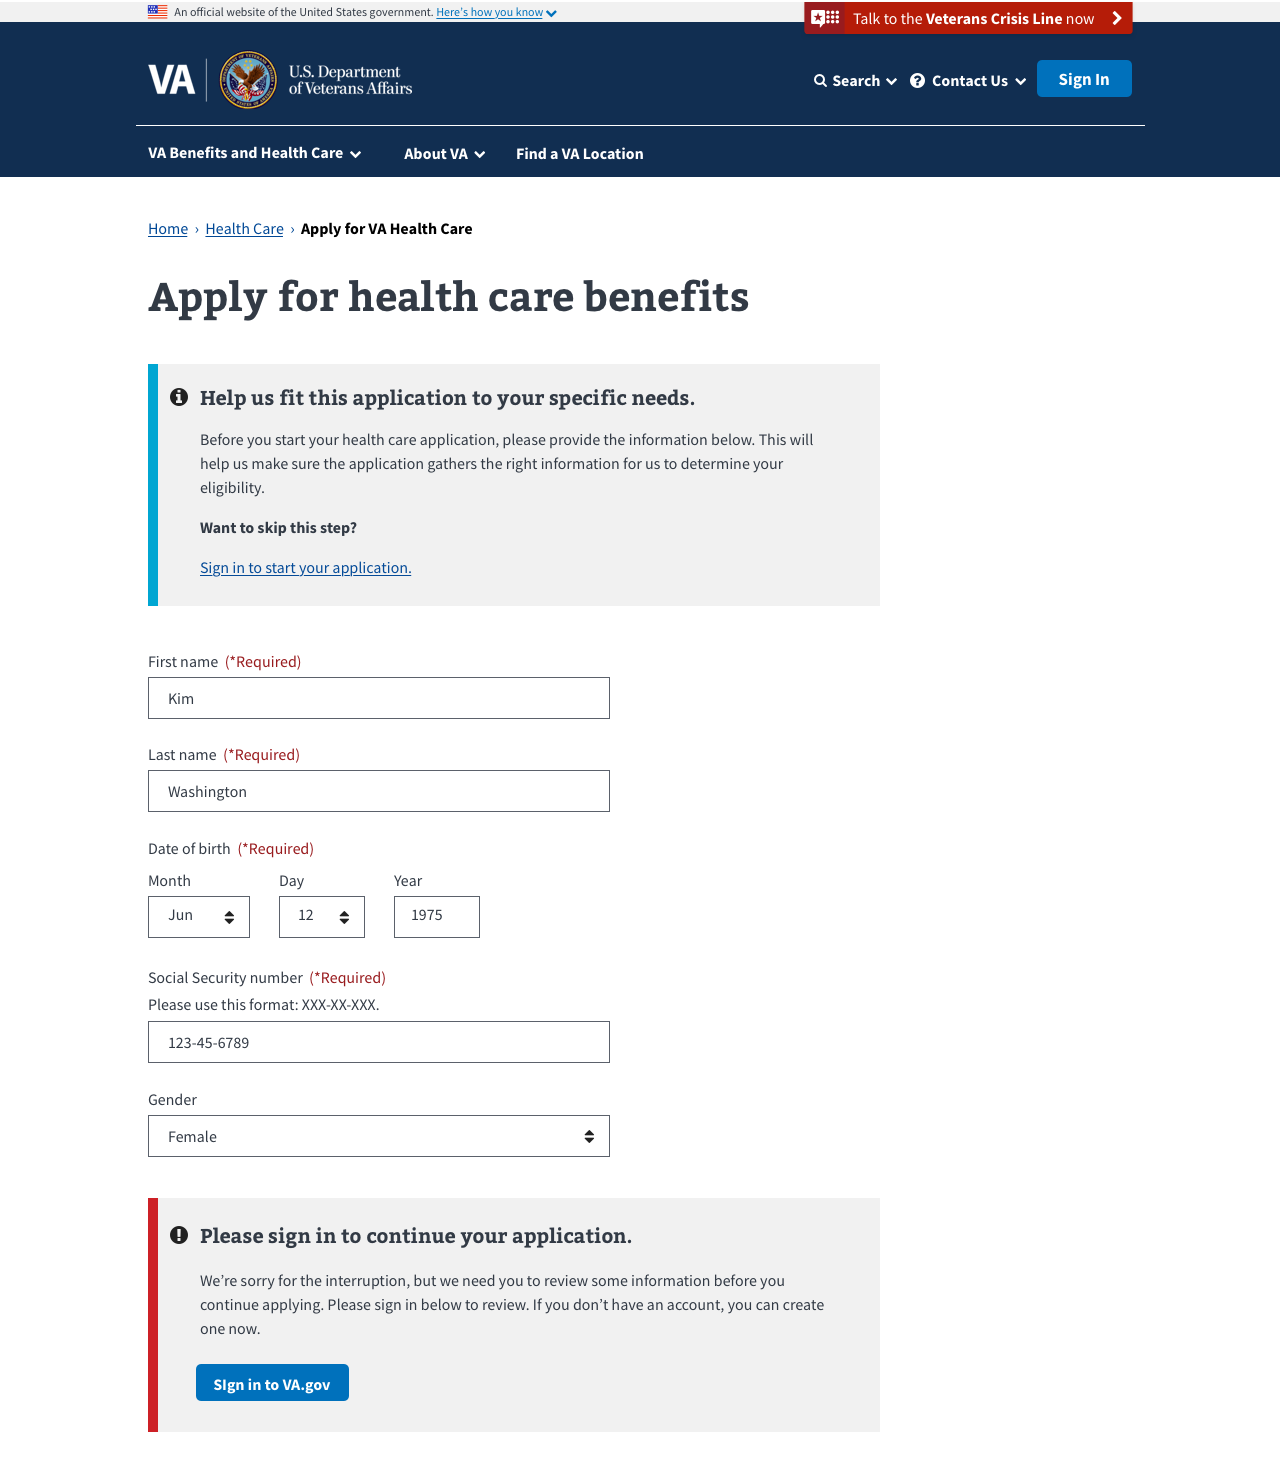 An official website of the United States government. Here's how you know
Talk to the Veterans Crisis Line now
VA
U.S. Department
of Veterans Affairs
Search
Contact Us
Sign In
VA Benefits and Health Care
About VA
Find a VA Location
Home › Health Care › Apply for VA Health Care
Apply for health care benefits
Help us fit this application to your specific needs.
Before you start your health care application, please provide the information below. This will
help us make sure the application gathers the right information for us to determine your
eligibility.
Want to skip this step?
Sign in to start your application.
First name (*Required)
Kim
Last name (*Required)
Washington
Date of birth (*Required)
Month Day Year
Jun 12 1975
Social Security number (*Required)
Please use this format: XXX-XX-XXX.
123-45-6789
Gender
Female
Please sign in to continue your application.
We’re sorry for the interruption, but we need you to review some information before you
continue applying. Please sign in below to review. If you don’t have an account, you can create
one now.
SIgn in to VA.gov